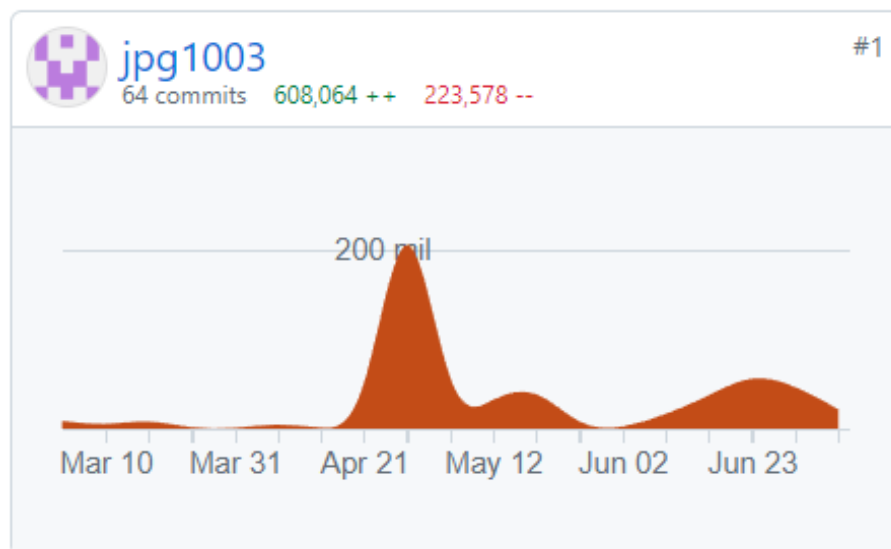 jpg1003
#1
64 commits 608,064 ++ 223,578 --
200 mil
Mar 10 Mar 31 Apr 21 May 12 Jun 02 Jun 23